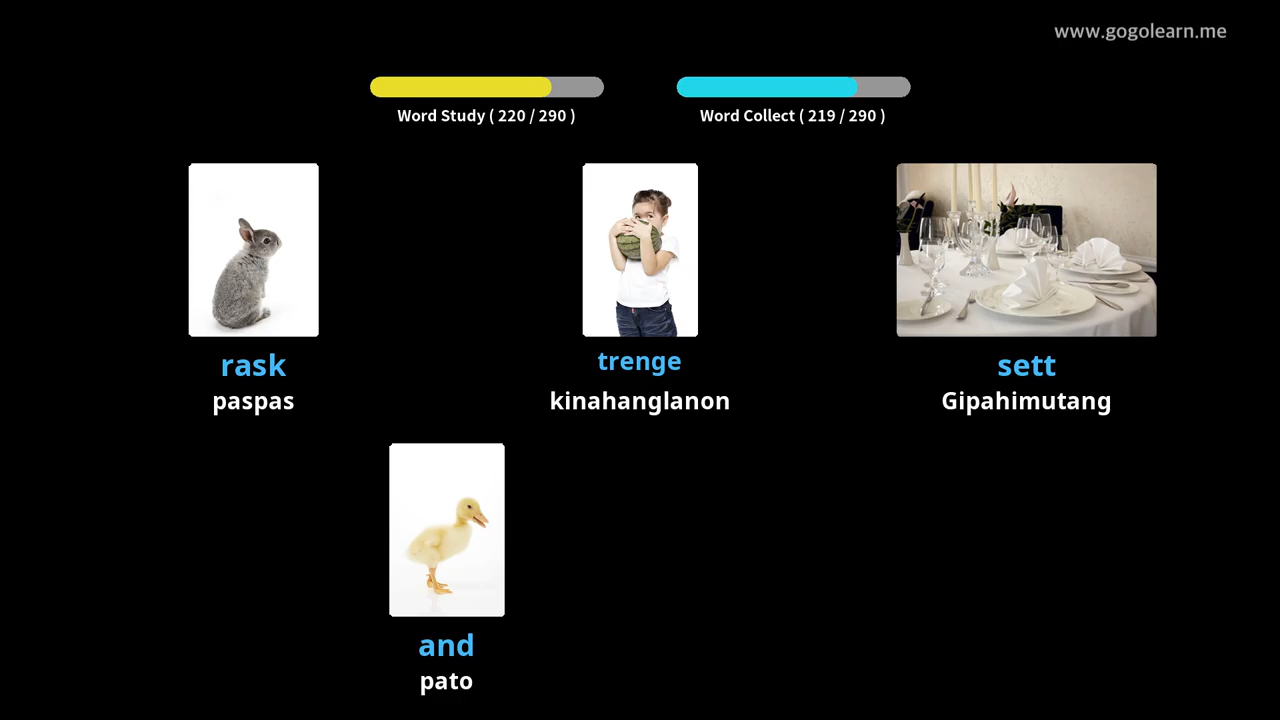 www.gogolearn.me
Word Study ( 220 / 290 )
Word Collect ( 219 / 290 )
rask
paspas
trenge
kinahanglanon
sett
Gipahimutang
and
pato